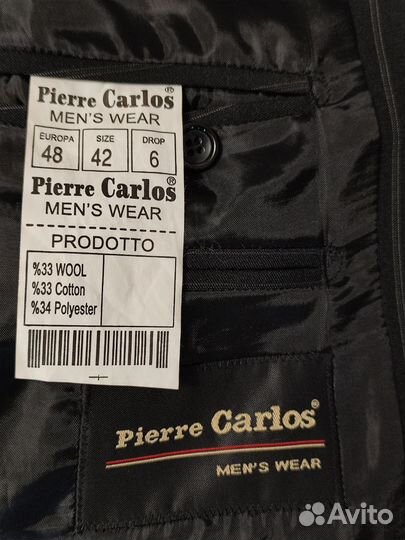 Pierre Carlos®
MEN'S WEAR
EUROPA SIZE DROP
48 42 6
Pierre Carlos®
MEN'S WEAR
PRODOTTO
%33 WOOL
%33 Cotton
%34 Polyester
Pierre Carlos®
MEN'S WEAR
Avito